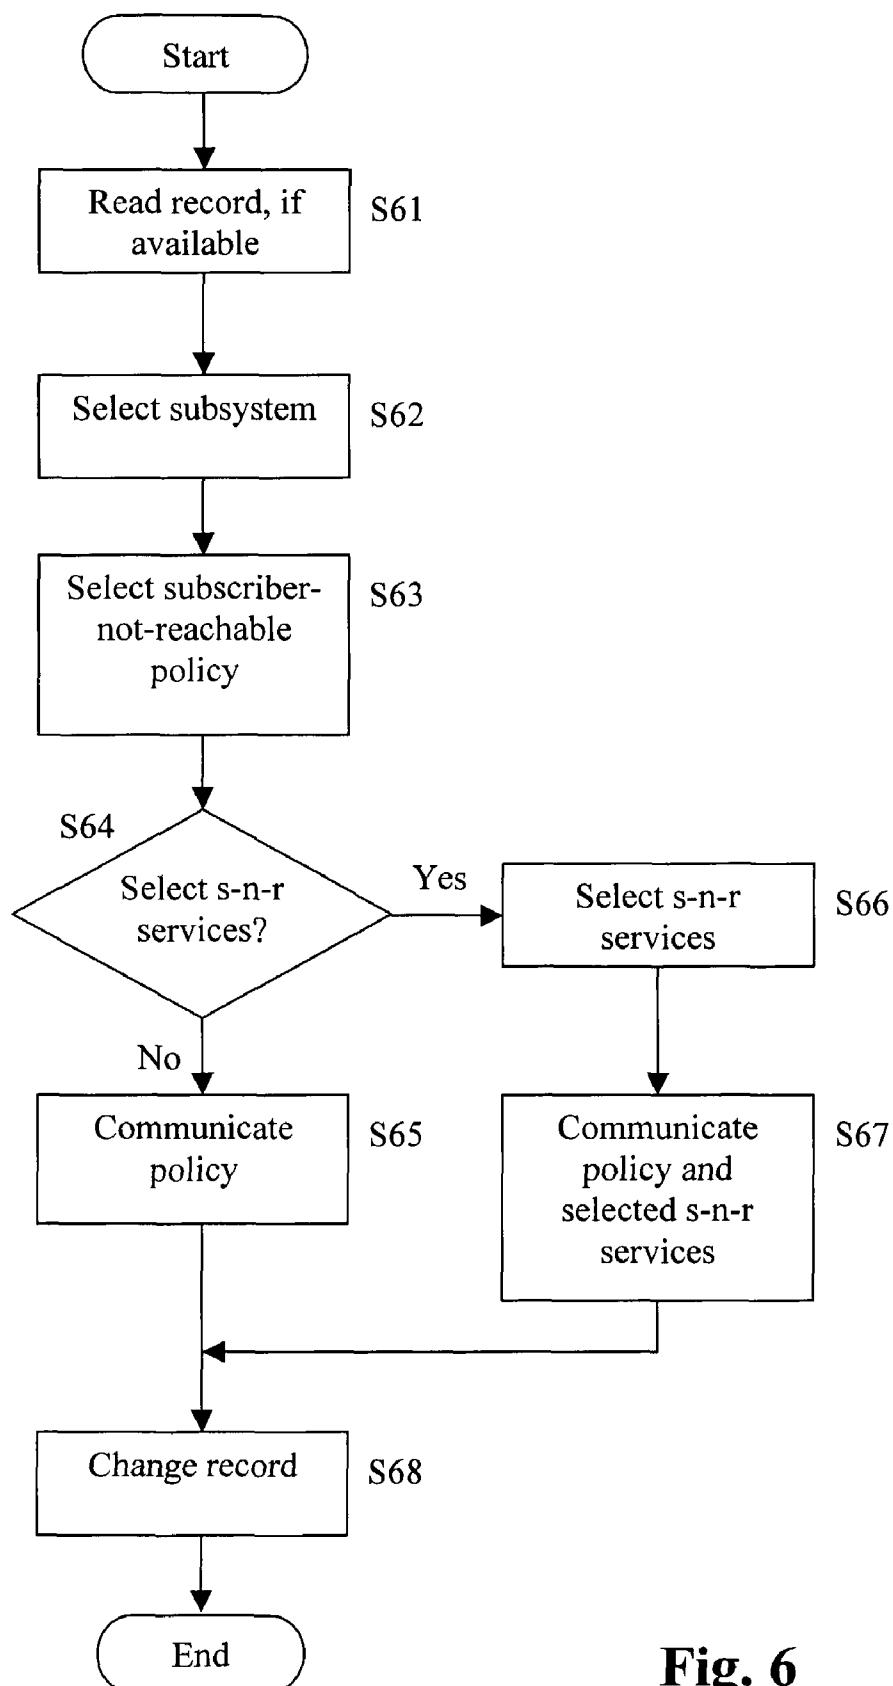 Start
Read record, if
available
S61
Select subsystem
S62
Select subscriber-
not-reachable
policy
S63
S64
Select s-n-r
services?
Yes
Select s-n-r
services
S66
No
Communicate
policy
S65
Communicate
policy and
selected s-n-r
services
S67
Change record
S68
End
Fig. 6